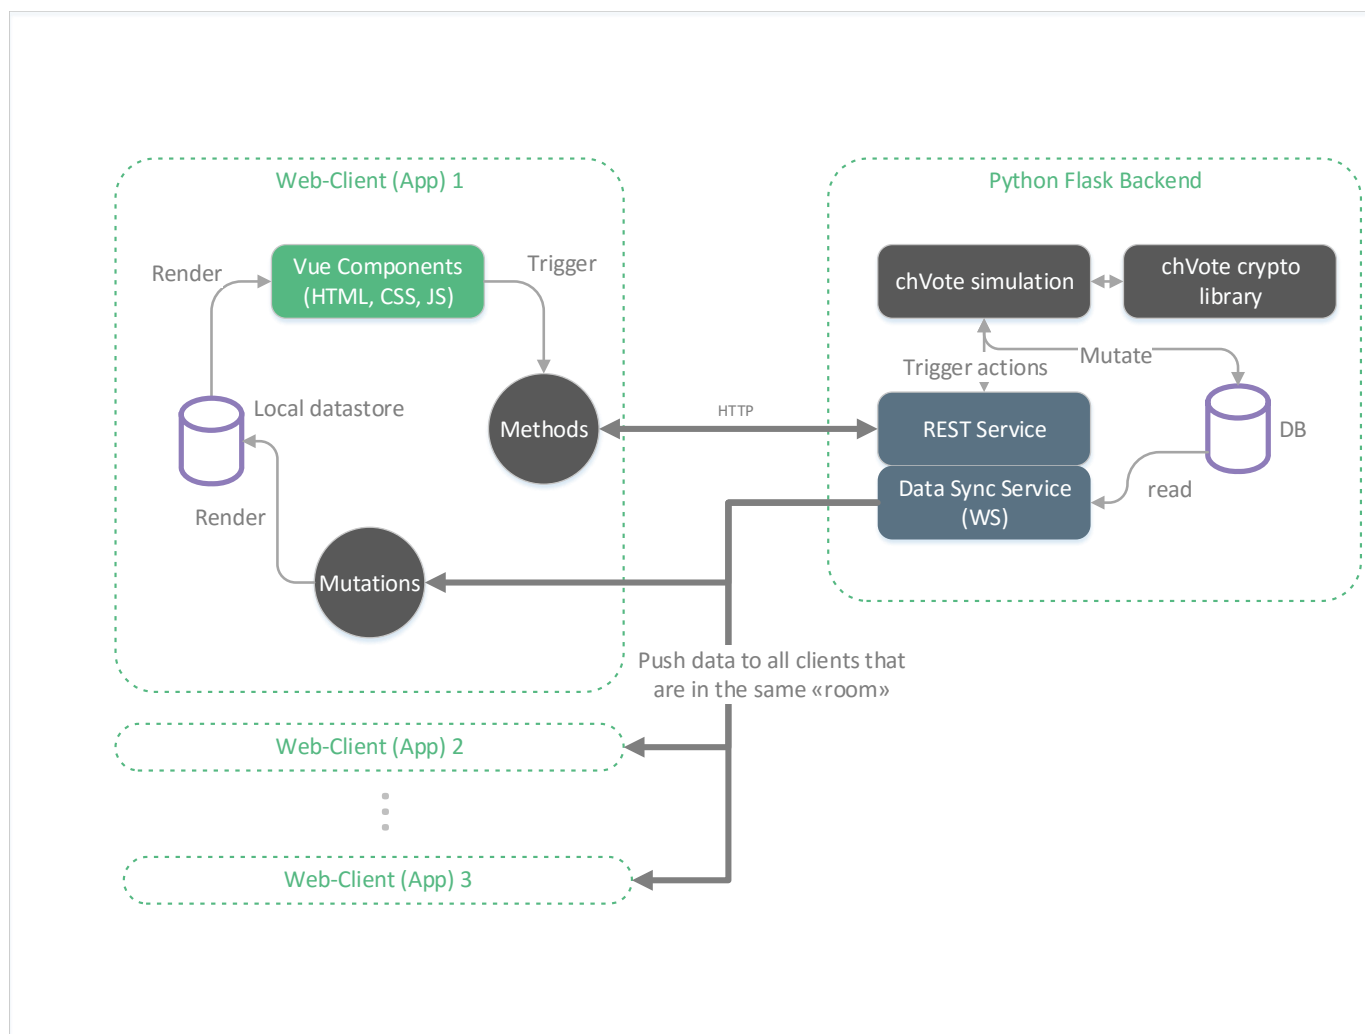 Web-Client (App) 1
Python Flask Backend
Render
Vue Components
(HTML, CSS, JS)
Trigger
chVote simulation
chVote crypto
library
Trigger actions
Mutate
Local datastore
Methods
HTTP
REST Service
DB
Data Sync Service
(WS)
read
Render
Mutations
Push data to all clients that
are in the same «room»
Web-Client (App) 2
Web-Client (App) 3